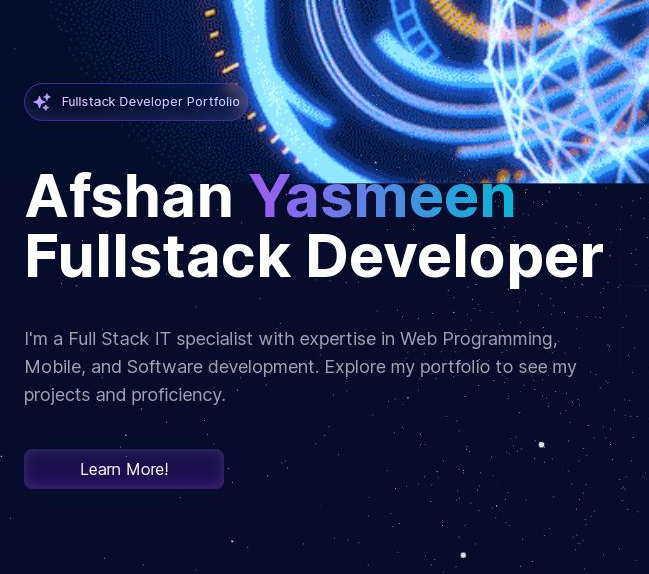 Fullstack Developer Portfolio
Afshan Yasmeen
Fullstack Developer
I'm a Full Stack IT specialist with expertise in Web Programming,
Mobile, and Software development. Explore my portfolio to see my
projects and proficiency.
Learn More!